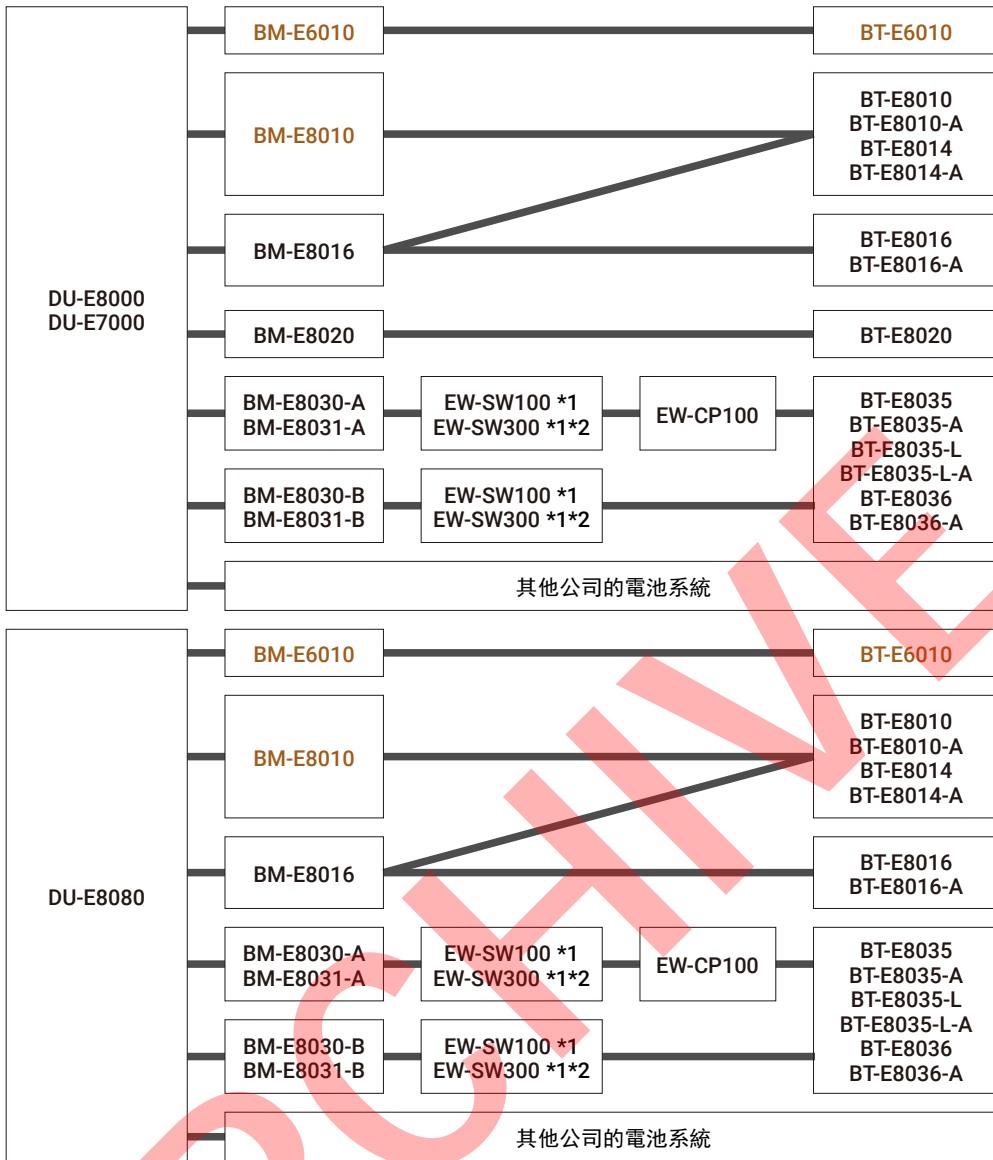 DU-E8000
DU-E7000
BM-E6010
BT-E6010
BM-E8010
BT-E8010
BT-E8010-A
BT-E8014
BT-E8014-A
BM-E8016
BT-E8016
BT-E8016-A
BM-E8020
BT-E8020
BM-E8030-A
BM-E8031-A
EW-SW100 *1
EW-SW300 *1*2
EW-CP100
BT-E8035
BT-E8035-A
BT-E8035-L
BT-E8035-L-A
BT-E8036
BT-E8036-A
BM-E8030-B
BM-E8031-B
EW-SW100 *1
EW-SW300 *1*2
其他公司的電池系統
DU-E8080
BM-E6010
BT-E6010
BM-E8010
BT-E8010
BT-E8010-A
BT-E8014
BT-E8014-A
BM-E8016
BT-E8016
BT-E8016-A
BM-E8030-A
BM-E8031-A
EW-SW100 *1
EW-SW300 *1*2
EW-CP100
BT-E8035
BT-E8035-A
BT-E8035-L
BT-E8035-L-A
BT-E8036
BT-E8036-A
BM-E8030-B
BM-E8031-B
EW-SW100 *1
EW-SW300 *1*2
其他公司的電池系統
CHIVE